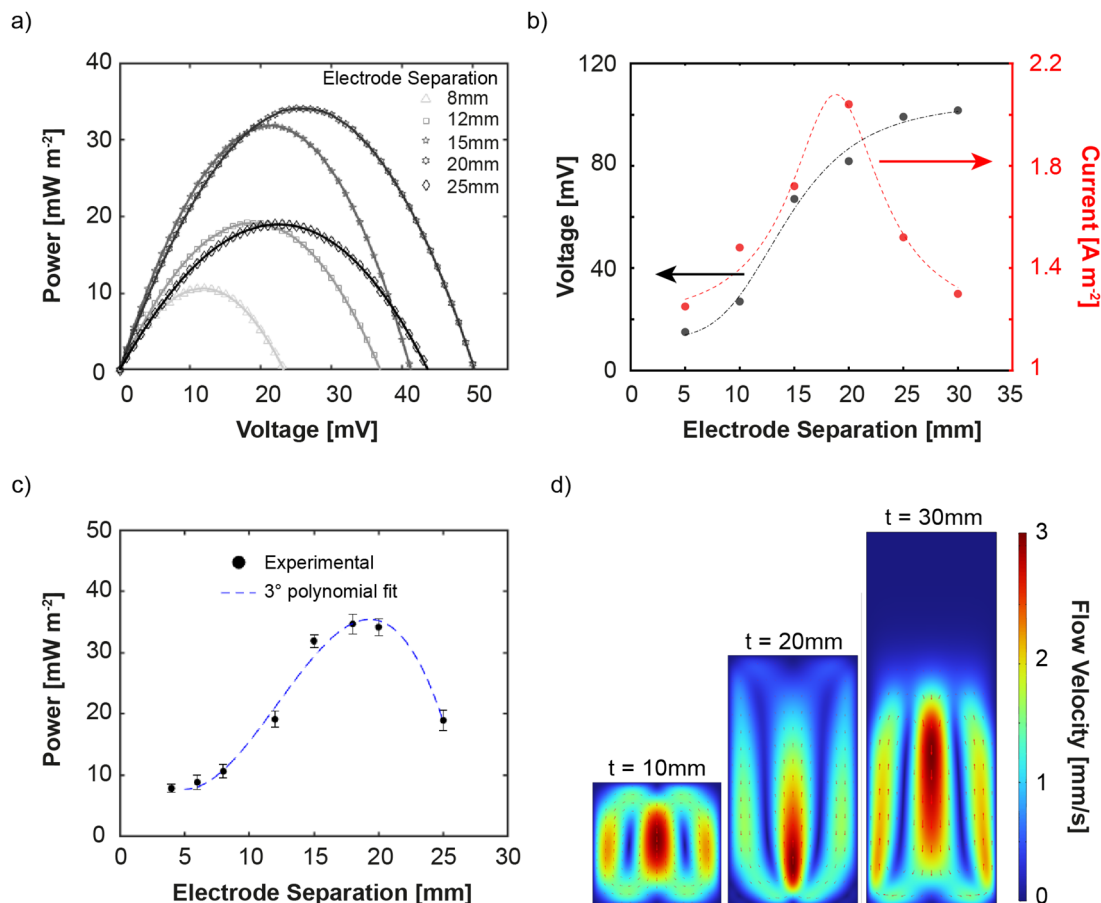 a)
40
30
20
10
0
Power [mW m⁻²]
Electrode Separation
8mm
12mm
15mm
20mm
25mm
10
20
30
40
50
Voltage [mV]
b)
120
80
40
0
Voltage [mV]
2.2
1.8
1.4
1
Current [A m⁻²]
0
5
10
15
20
25
30
35
Electrode Separation [mm]
c)
50
40
30
20
10
0
Power [mW m⁻²]
Experimental
3° polynomial fit
0
5
10
15
20
25
30
Electrode Separation [mm]
d)
t = 10mm
t = 20mm
t = 30mm
3
2
1
0
Flow Velocity [mm/s]